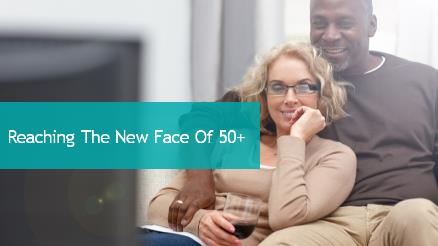 Reaching The New Face Of 50+